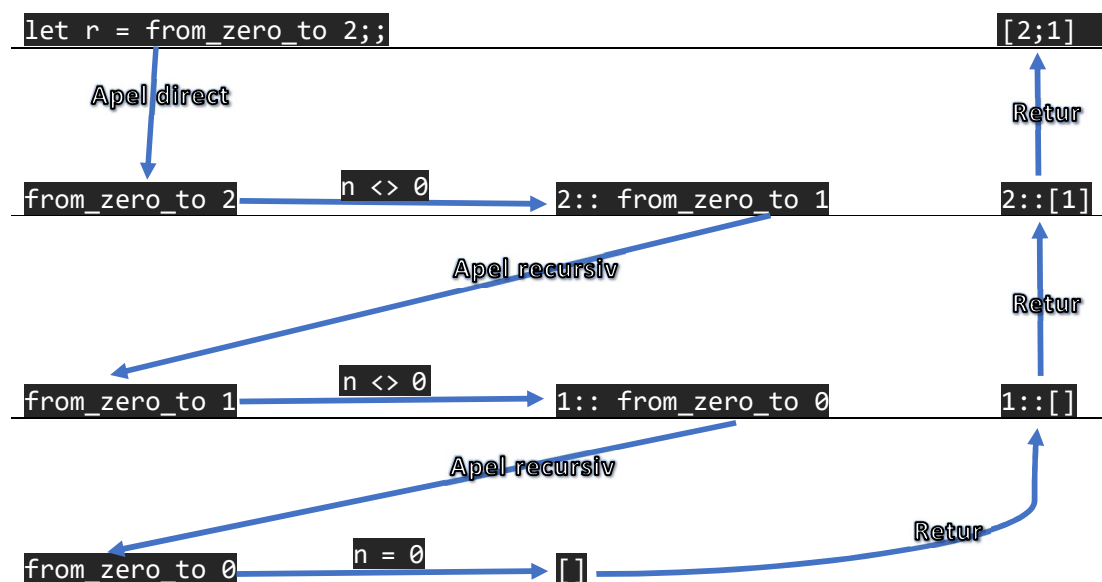 let r = from_zero_to 2;; [2;1]
Apel direct
Retur
n <> 0
from_zero_to 2 2:: from_zero_to 1 2::[1]
Apel recursiv
Retur
n <> 0
from_zero_to 1 1:: from_zero_to 0 1::[]
Apel recursiv
Retur
n = 0
from_zero_to 0 []